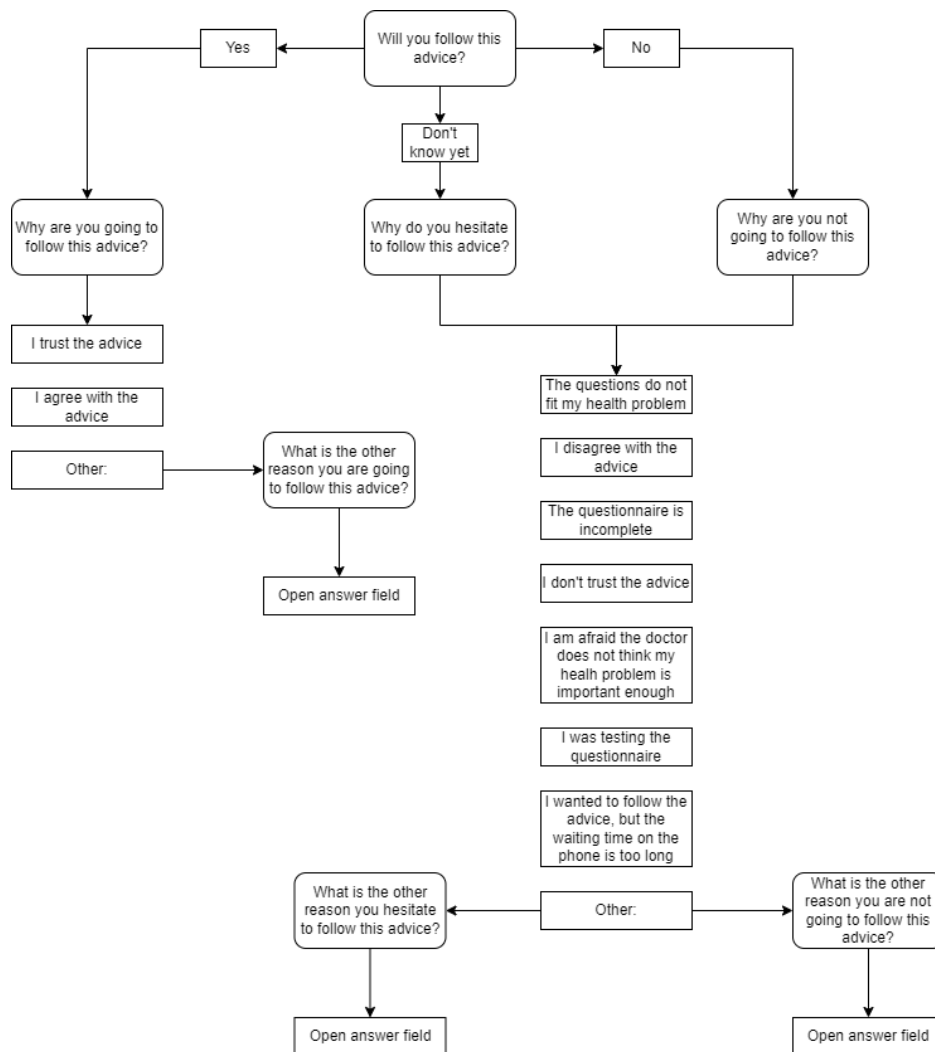 Yes
Will you follow this
advice?
No
Don't
know yet
Why are you going to
follow this advice?
Why do you hesitate
to follow this advice?
Why are you not
going to follow this
advice?
I trust the advice
I agree with the
advice
Other:
What is the other
reason you are going
to follow this advice?
Open answer field
The questions do not
fit my health problem
I disagree with the
advice
The questionnaire is
incomplete
I don't trust the advice
I am afraid the doctor
does not think my
healh problem is
important enough
I was testing the
questionnaire
I wanted to follow the
advice, but the
waiting time on the
phone is too long
What is the other
reason you hesitate
to follow this advice?
Other:
What is the other
reason you are not
going to follow this
advice?
Open answer field
Open answer field